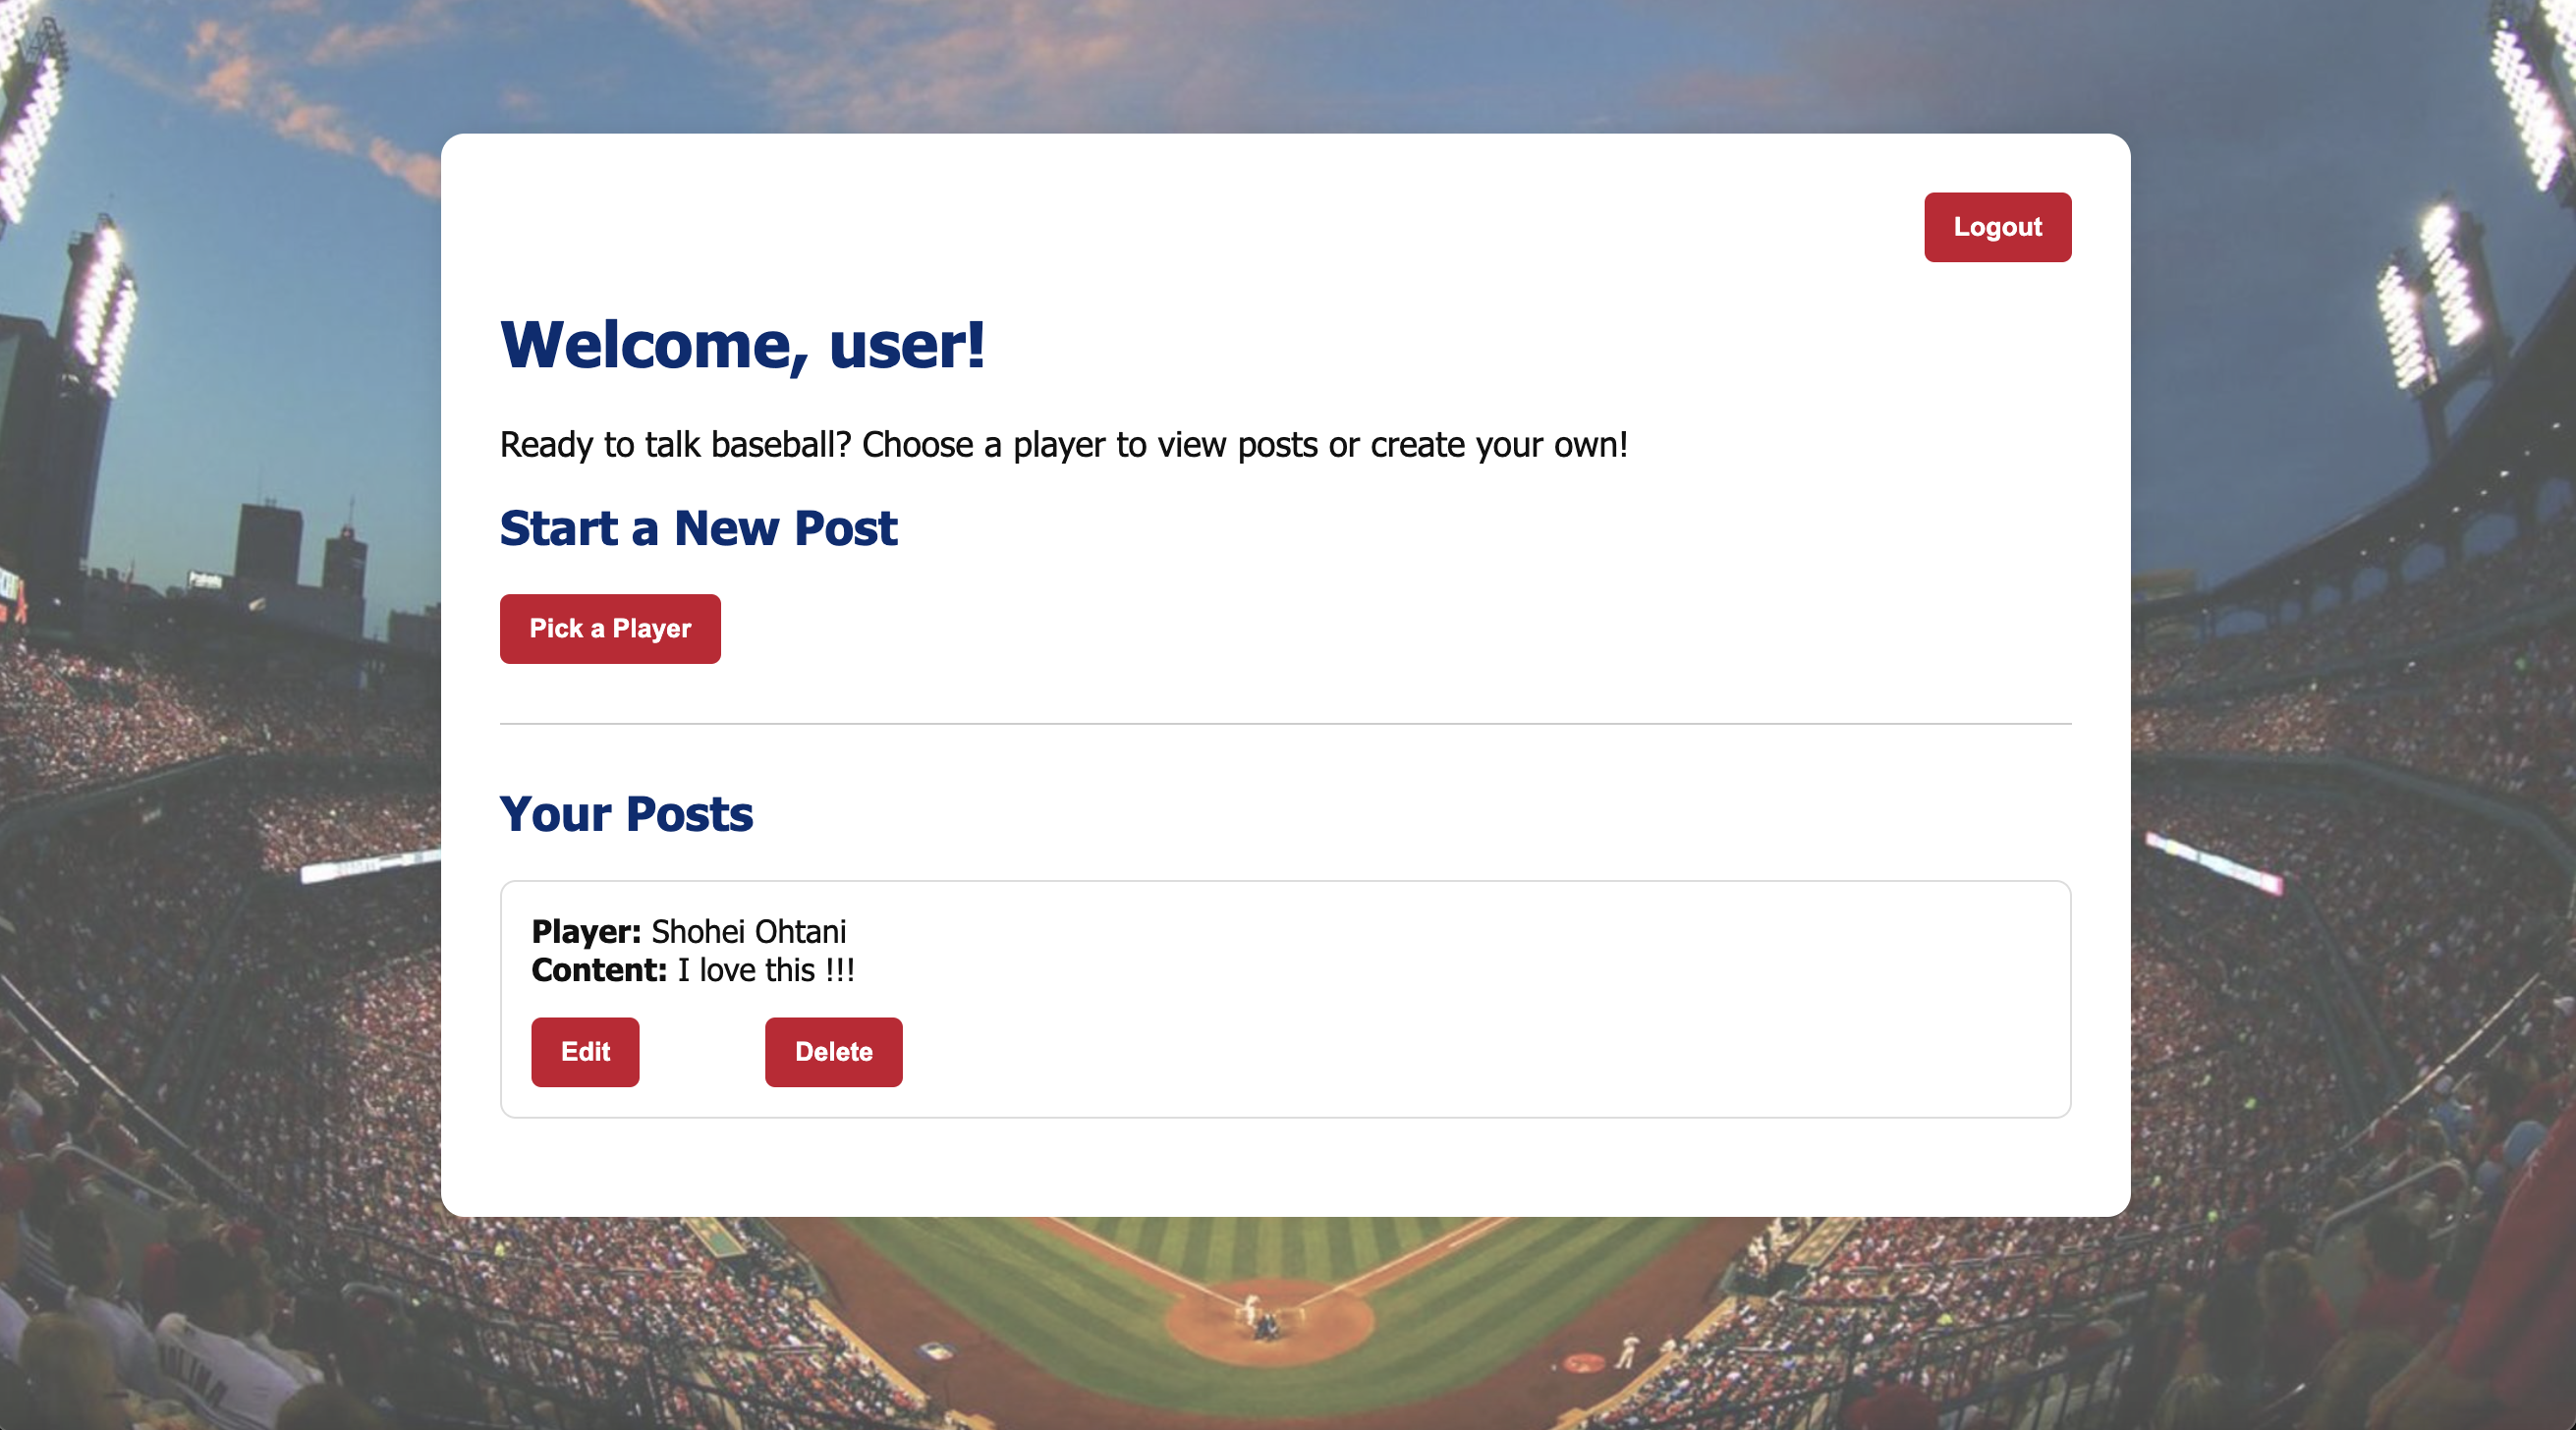 Logout
Welcome, user!
Ready to talk baseball? Choose a player to view posts or create your own!
Start a New Post
Pick a Player
Your Posts
Player: Shohei Ohtani
Content: I love this !!!
Edit
Delete